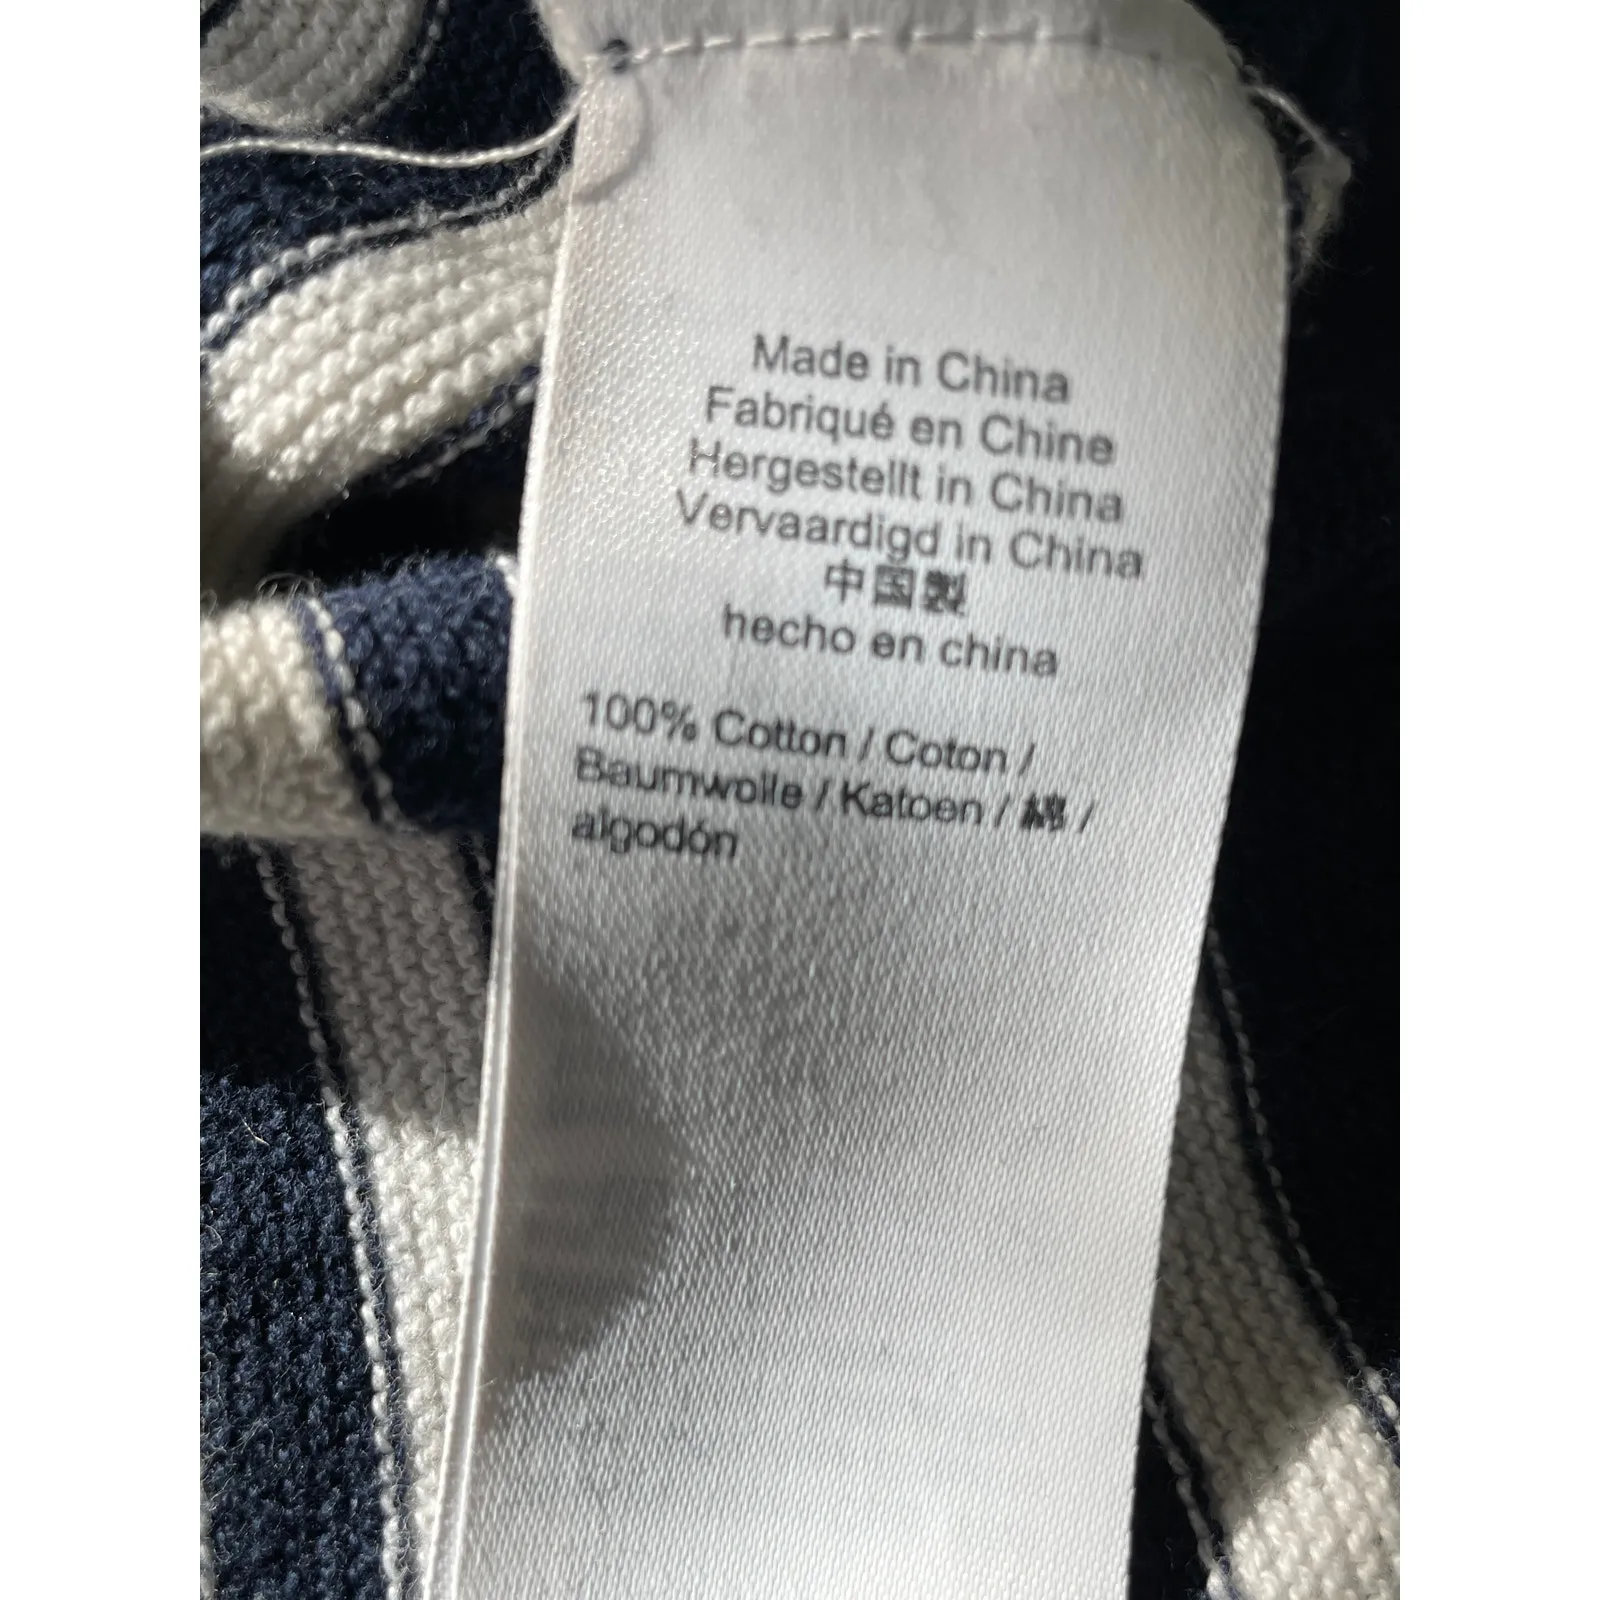 Made in China
Fabriqué en Chine
Hergestellt in China
Vervaardigd in China
中国製
hecho en china
100% Cotton / Coton /
Baumwolle / Katoen / 綿 /
algodón